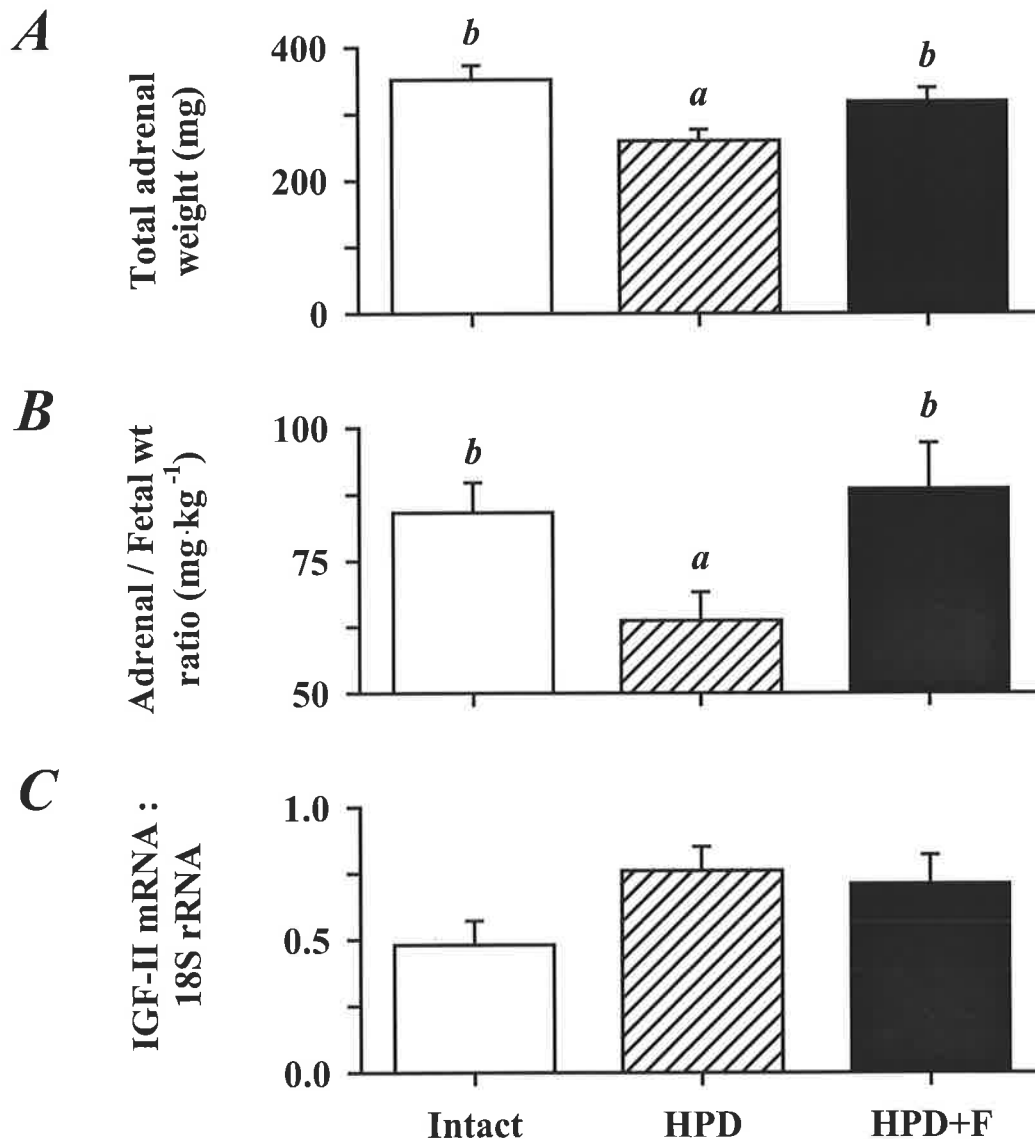 A
Total adrenal
weight (mg)
400
200
0
b
a
b
B
Adrenal / Fetal wt
ratio (mg·kg⁻¹)
100
75
50
b
a
b
C
IGF-II mRNA :
18S rRNA
1.0
0.5
0.0
Intact HPD HPD+F